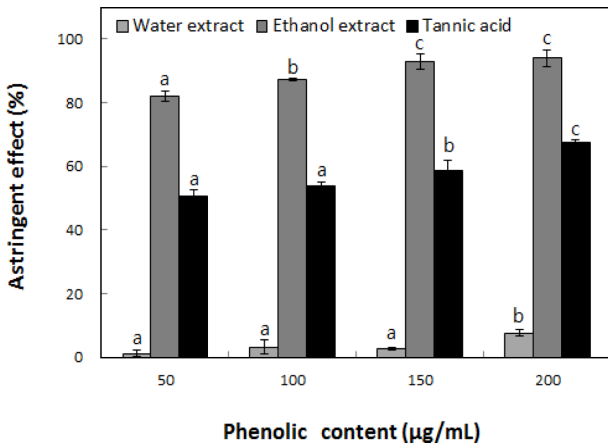 Water extract Ethanol extract Tannic acid
Astringent effect (%)
100
80
60
40
20
0
a a a
a b a
a c b
b c c
50 100 150 200
Phenolic content (µg/mL)